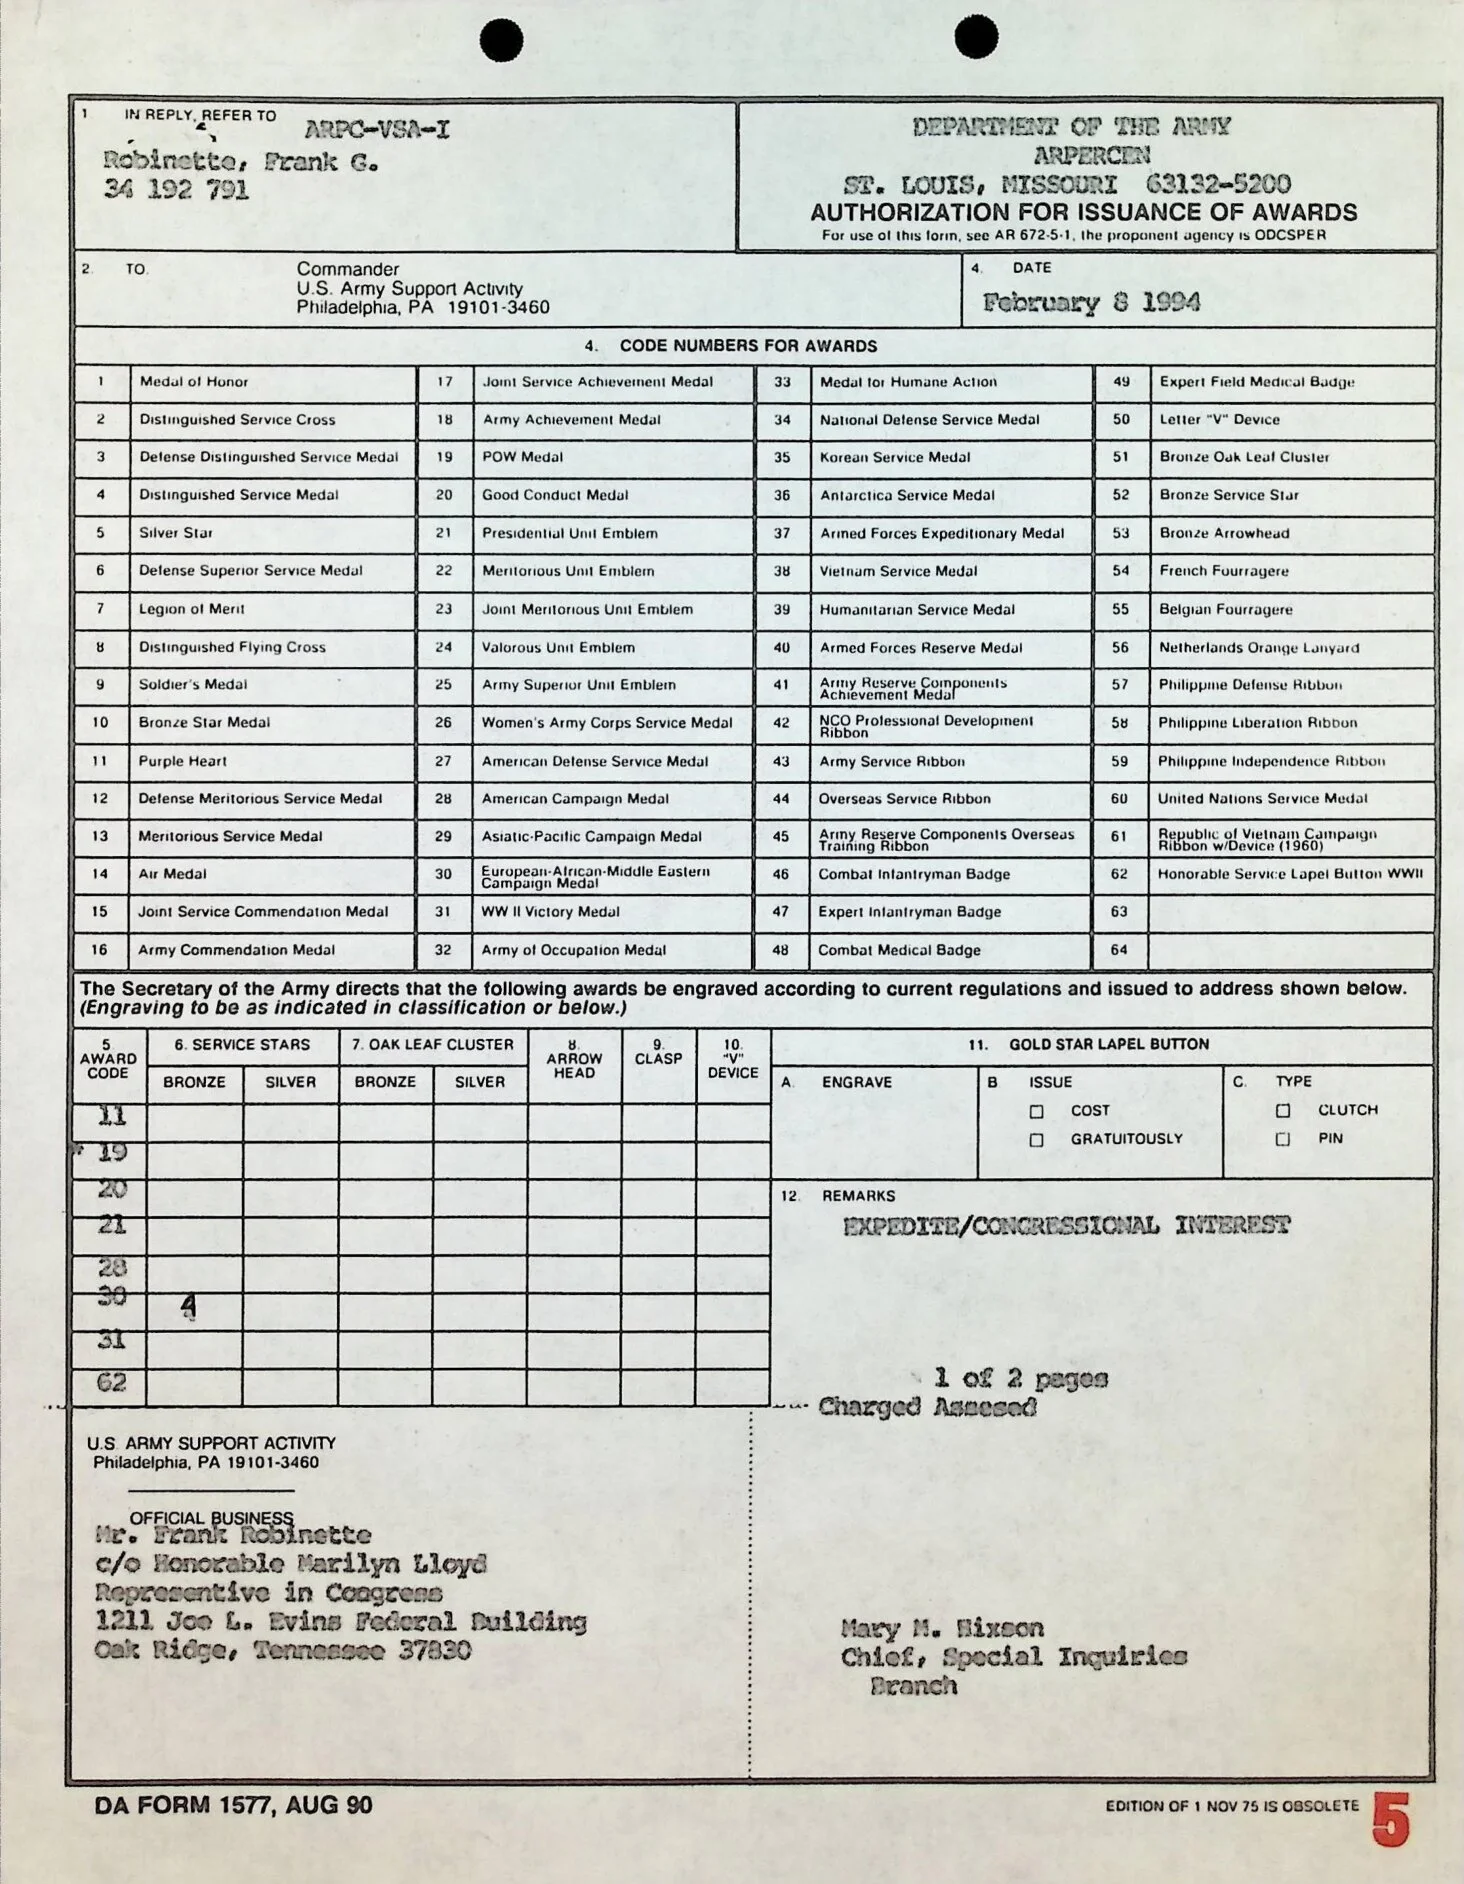 1 IN REPLY, REFER TO ARPC-VSA-I
Robinette, Frank G.
34 192 791
DEPARTMENT OF THE ARMY
ARPERCEN
ST. LOUIS, MISSOURI 63132-5200
AUTHORIZATION FOR ISSUANCE OF AWARDS
For use of this form, see AR 672-5-1, the proponent agency is ODCSPER
2. TO.
Commander
U.S. Army Support Activity
Philadelphia, PA 19101-3460
4. DATE
February 8 1994
4. CODE NUMBERS FOR AWARDS
1 Medal of Honor 17 Joint Service Achievement Medal 33 Medal for Humane Action 49 Expert Field Medical Badge
2 Distinguished Service Cross 18 Army Achievement Medal 34 National Defense Service Medal 50 Letter "V" Device
3 Defense Distinguished Service Medal 19 POW Medal 35 Korean Service Medal 51 Bronze Oak Leaf Cluster
4 Distinguished Service Medal 20 Good Conduct Medal 36 Antarctica Service Medal 52 Bronze Service Star
5 Silver Star 21 Presidential Unit Emblem 37 Armed Forces Expeditionary Medal 53 Bronze Arrowhead
6 Defense Superior Service Medal 22 Meritorious Unit Emblem 38 Vietnam Service Medal 54 French Fourragere
7 Legion of Merit 23 Joint Meritorious Unit Emblem 39 Humanitarian Service Medal 55 Belgian Fourragere
8 Distinguished Flying Cross 24 Valorous Unit Emblem 40 Armed Forces Reserve Medal 56 Netherlands Orange Lanyard
9 Soldier's Medal 25 Army Superior Unit Emblem 41 Army Reserve Components Achievement Medal 57 Philippine Defense Ribbon
10 Bronze Star Medal 26 Women's Army Corps Service Medal 42 NCO Professional Development Ribbon 58 Philippine Liberation Ribbon
11 Purple Heart 27 American Defense Service Medal 43 Army Service Ribbon 59 Philippine Independence Ribbon
12 Defense Meritorious Service Medal 28 American Campaign Medal 44 Overseas Service Ribbon 60 United Nations Service Medal
13 Meritorious Service Medal 29 Asiatic-Pacific Campaign Medal 45 Army Reserve Components Overseas Training Ribbon 61 Republic of Vietnam Campaign Ribbon w/Device (1960)
14 Air Medal 30 European-African-Middle Eastern Campaign Medal 46 Combat Infantryman Badge 62 Honorable Service Lapel Button WWII
15 Joint Service Commendation Medal 31 WW II Victory Medal 47 Expert Infantryman Badge 63
16 Army Commendation Medal 32 Army of Occupation Medal 48 Combat Medical Badge 64
The Secretary of the Army directs that the following awards be engraved according to current regulations and issued to address shown below.
(Engraving to be as indicated in classification or below.)
5. AWARD CODE 6. SERVICE STARS 7. OAK LEAF CLUSTER 8. ARROW HEAD 9. CLASP 10. "V" DEVICE 11. GOLD STAR LAPEL BUTTON
BRONZE SILVER BRONZE SILVER A. ENGRAVE B ISSUE C. TYPE
☐ COST ☐ CLUTCH
☐ GRATUITOUSLY ☐ PIN
11
* 19
20
21
28
30 4
31
62
12. REMARKS
EXPEDITE/CONGRESSIONAL INTEREST
1 of 2 pages
Charged Assesed
U.S. ARMY SUPPORT ACTIVITY
Philadelphia, PA 19101-3460
OFFICIAL BUSINESS
Mr. Frank Robinette
c/o Honorable Marilyn Lloyd
Representive in Congress
1211 Joe L. Evins Federal Building
Oak Ridge, Tennessee 37830
Mary M. Hixson
Chief, Special Inquiries
Branch
DA FORM 1577, AUG 90
EDITION OF 1 NOV 75 IS OBSOLETE
5